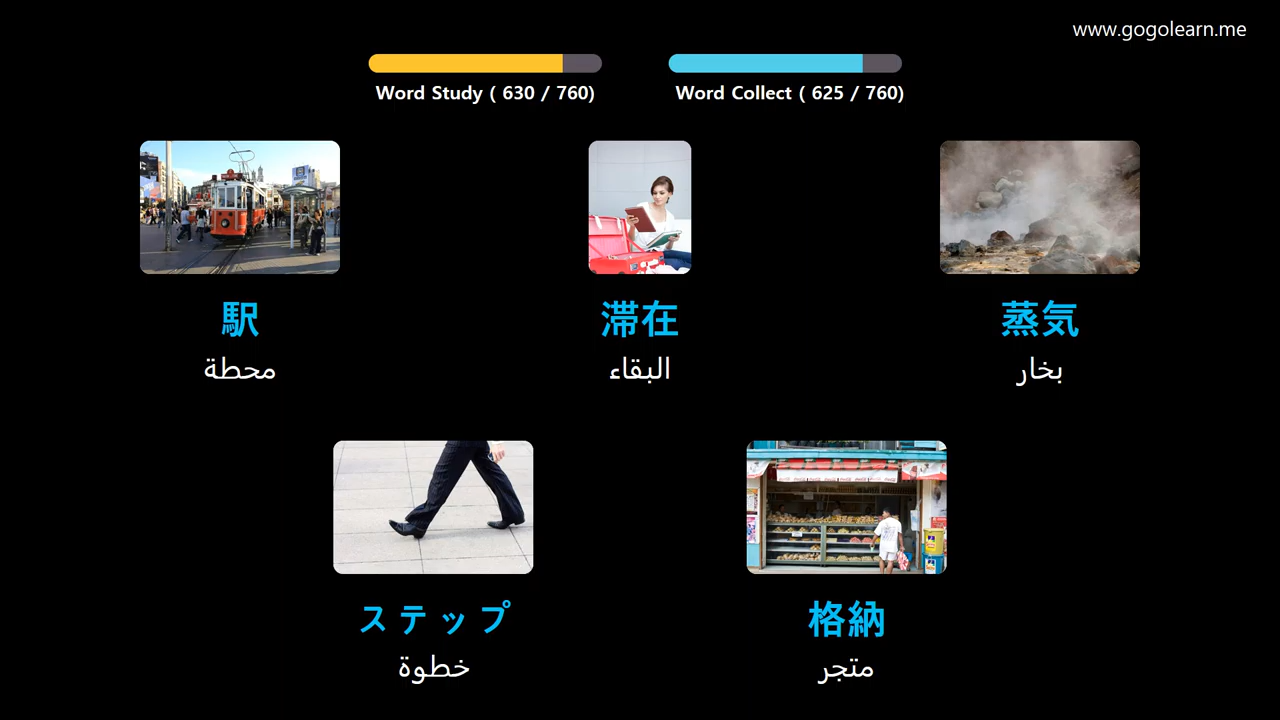 www.gogolearn.me
Word Study ( 630 / 760)
Word Collect ( 625 / 760)
駅
محطة
滞在
البقاء
蒸気
بخار
ステップ
خطوة
格納
متجر